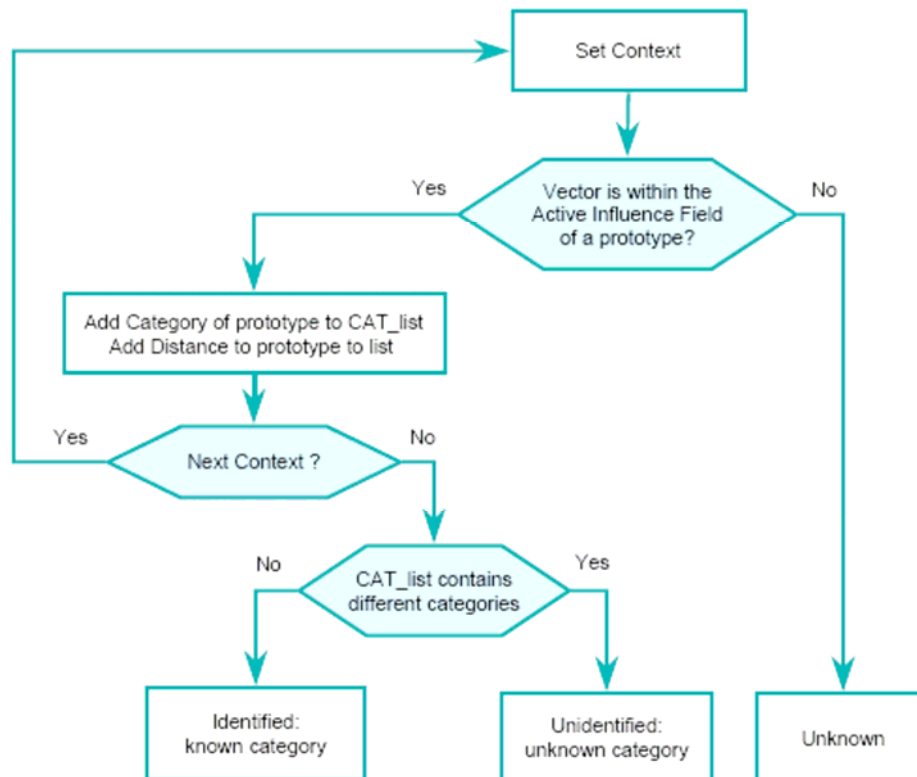 Set Context
Yes
Vector is within the
Active Influence Field
of a prototype?
No
Add Category of prototype to CAT_list
Add Distance to prototype to list
Yes
Next Context ?
No
No
CAT_list contains
different categories
Yes
Identified:
known category
Unidentified:
unknown category
Unknown